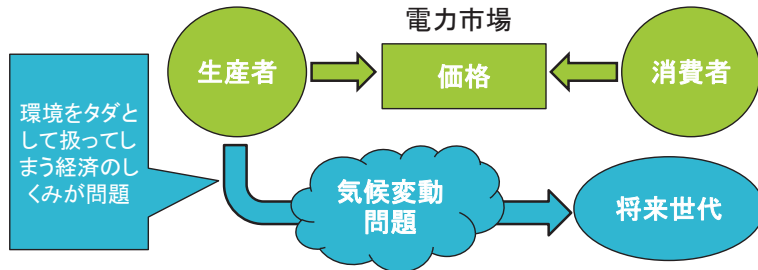 電力市場
生産者
価格
消費者
環境をタダと
して扱ってし
まう経済のし
くみが問題
気候変動
問題
将来世代